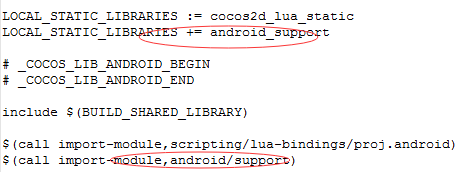 LOCAL_STATIC_LIBRARIES := cocos2d_lua_static
LOCAL_STATIC_LIBRARIES += android_support
# _COCOS_LIB_ANDROID_BEGIN
# _COCOS_LIB_ANDROID_END
include $(BUILD_SHARED_LIBRARY)
$(call import-module,scripting/lua-bindings/proj.android)
$(call import-module,android/support)